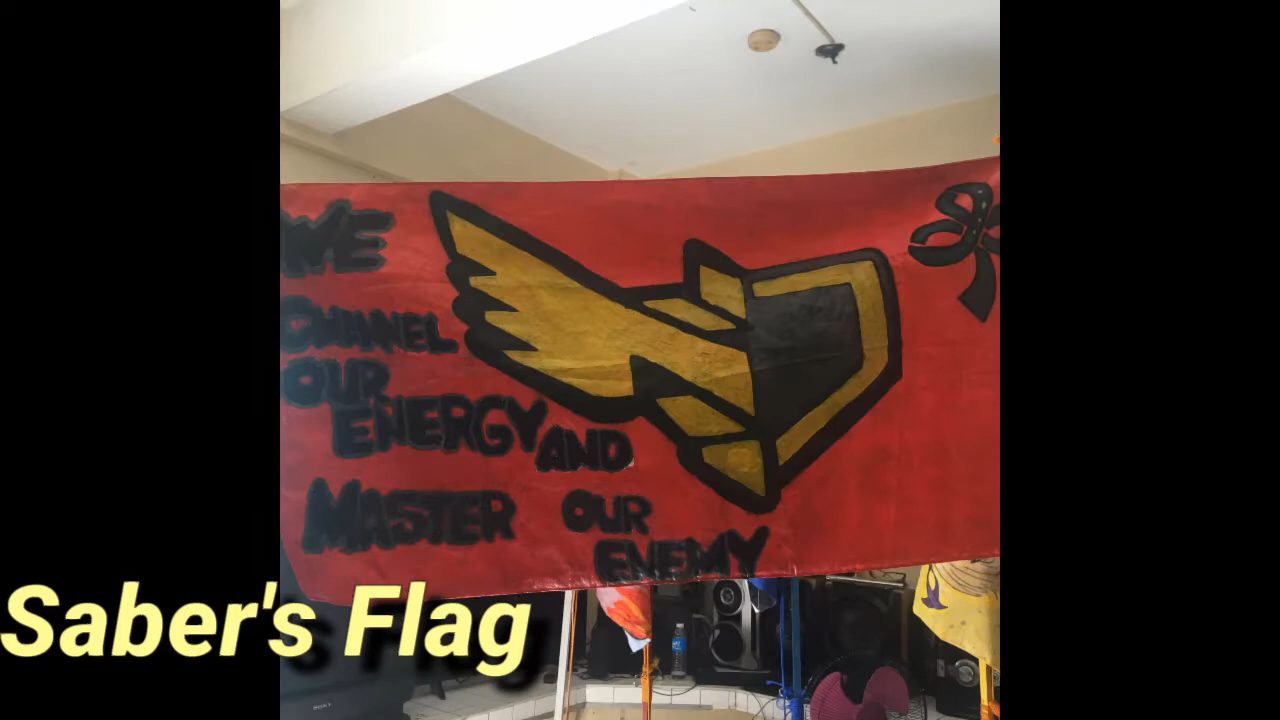 WE
CHANNEL
OUR
ENERGY AND
MASTER OUR
ENEMY
Saber's Flag